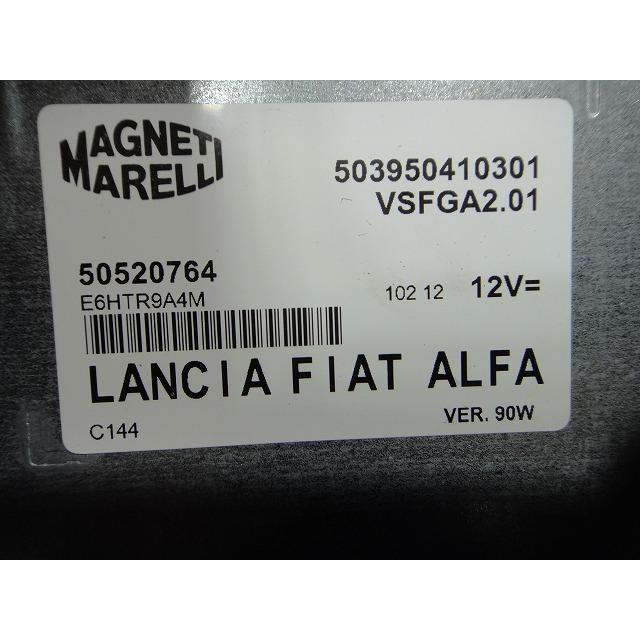 MAGNETI
MARELLI
503950410301
VSFGA2.01
50520764
E6HTR9A4M
102 12 12V=
LANCIA FIAT ALFA
C144 VER. 90W